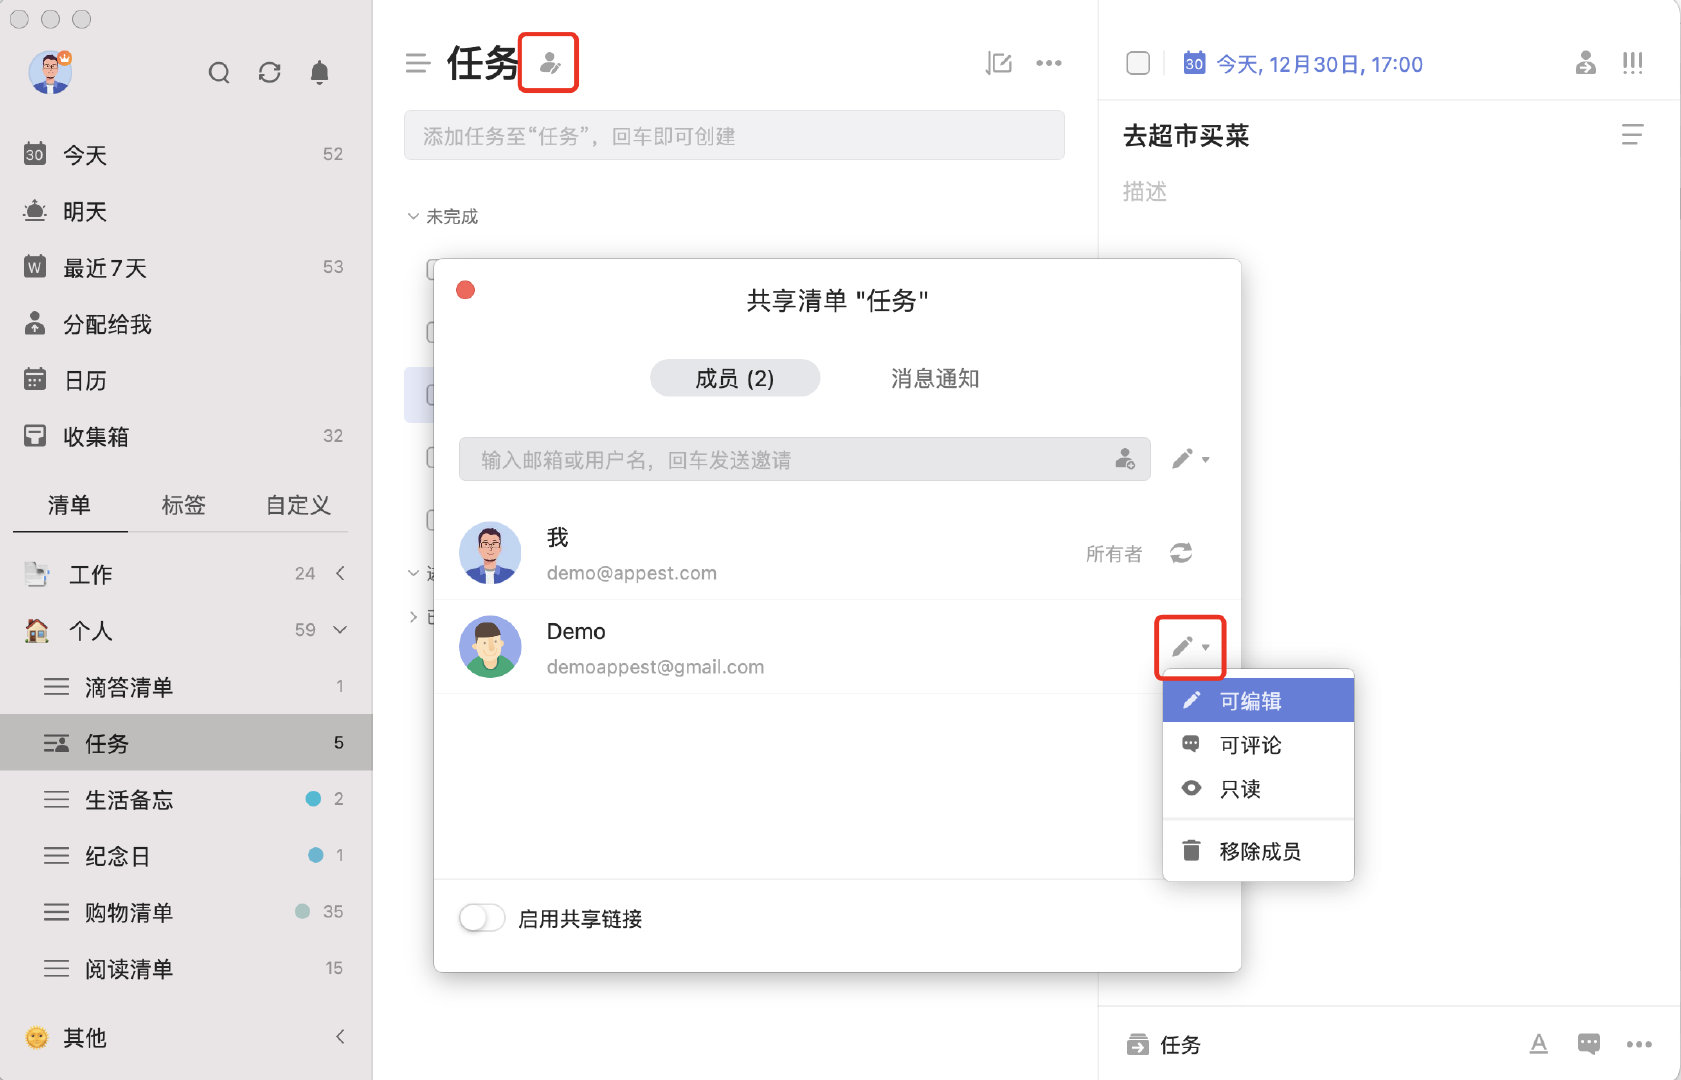 今天 52
明天
最近7天 53
分配给我
日历
收集箱 32
清单 标签 自定义
工作 24
个人 59
滴答清单 1
任务 5
生活备忘 2
纪念日 1
购物清单 35
阅读清单 15
其他
任务
添加任务至“任务”，回车即可创建
未完成
共享清单 "任务"
成员 (2) 消息通知
输入邮箱或用户名，回车发送邀请
我
demo@appest.com
所有者
Demo
demoappest@gmail.com
可编辑
可评论
只读
移除成员
启用共享链接
30 今天, 12月30日, 17:00
去超市买菜
描述
任务